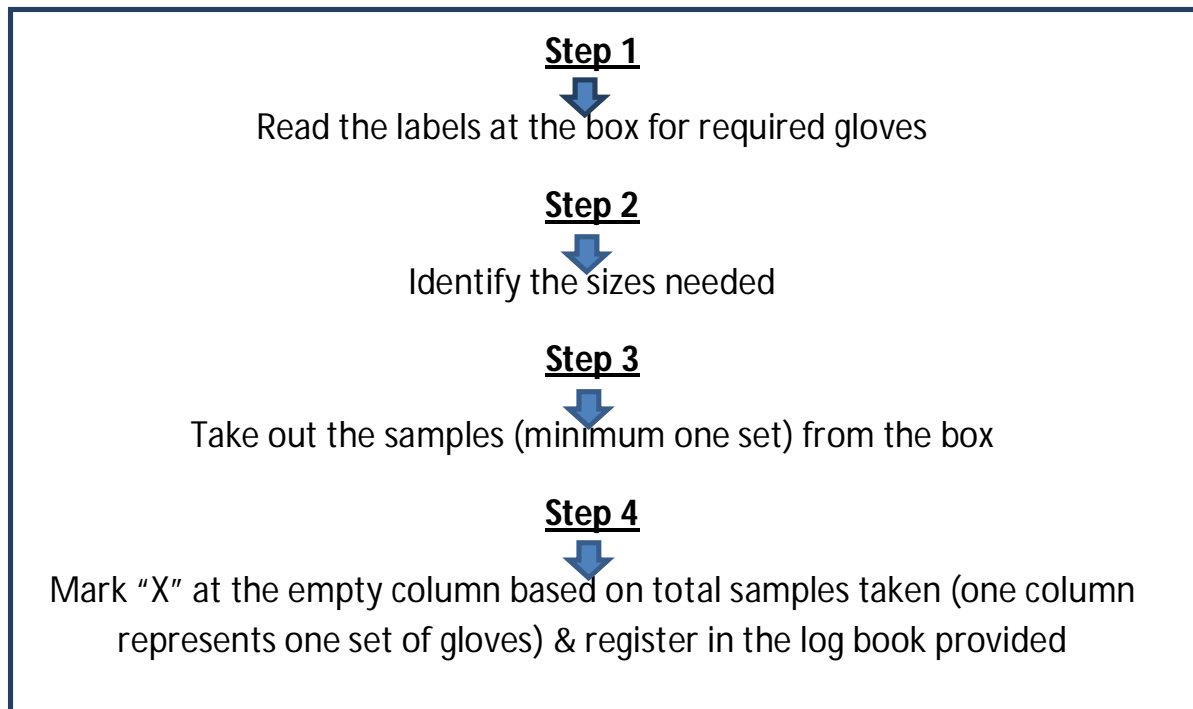 Step 1
Read the labels at the box for required gloves
Step 2
Identify the sizes needed
Step 3
Take out the samples (minimum one set) from the box
Step 4
Mark “X” at the empty column based on total samples taken (one column
represents one set of gloves) & register in the log book provided